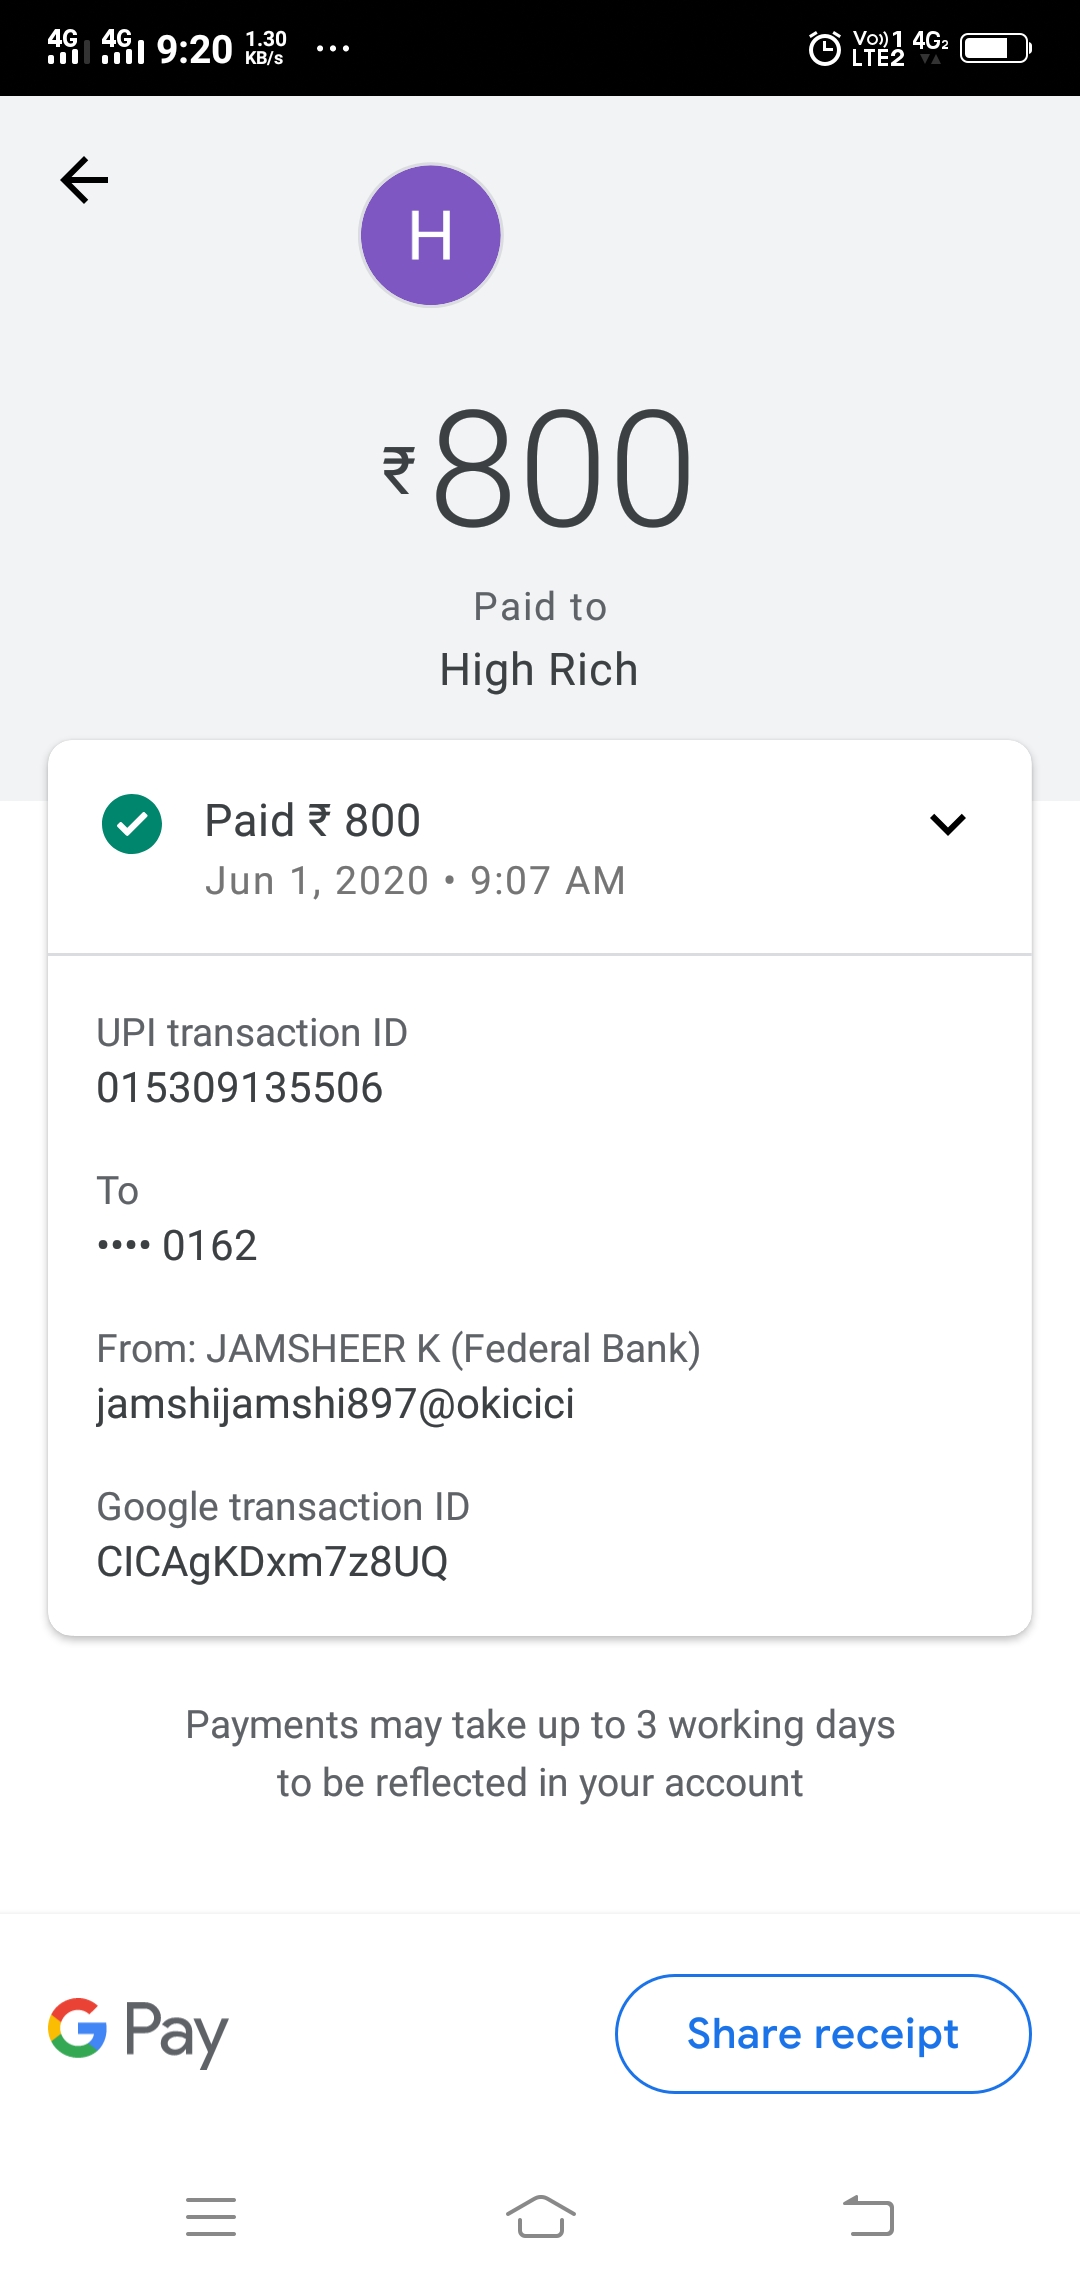 4G 4G 9:20 1.30 KB/s ... Vo)) 1 LTE2 4G2
H
₹800
Paid to
High Rich
Paid ₹ 800
Jun 1, 2020 • 9:07 AM
UPI transaction ID
015309135506
To
•••• 0162
From: JAMSHEER K (Federal Bank)
jamshijamshi897@okicici
Google transaction ID
CICAgKDxm7z8UQ
Payments may take up to 3 working days
to be reflected in your account
G Pay
Share receipt